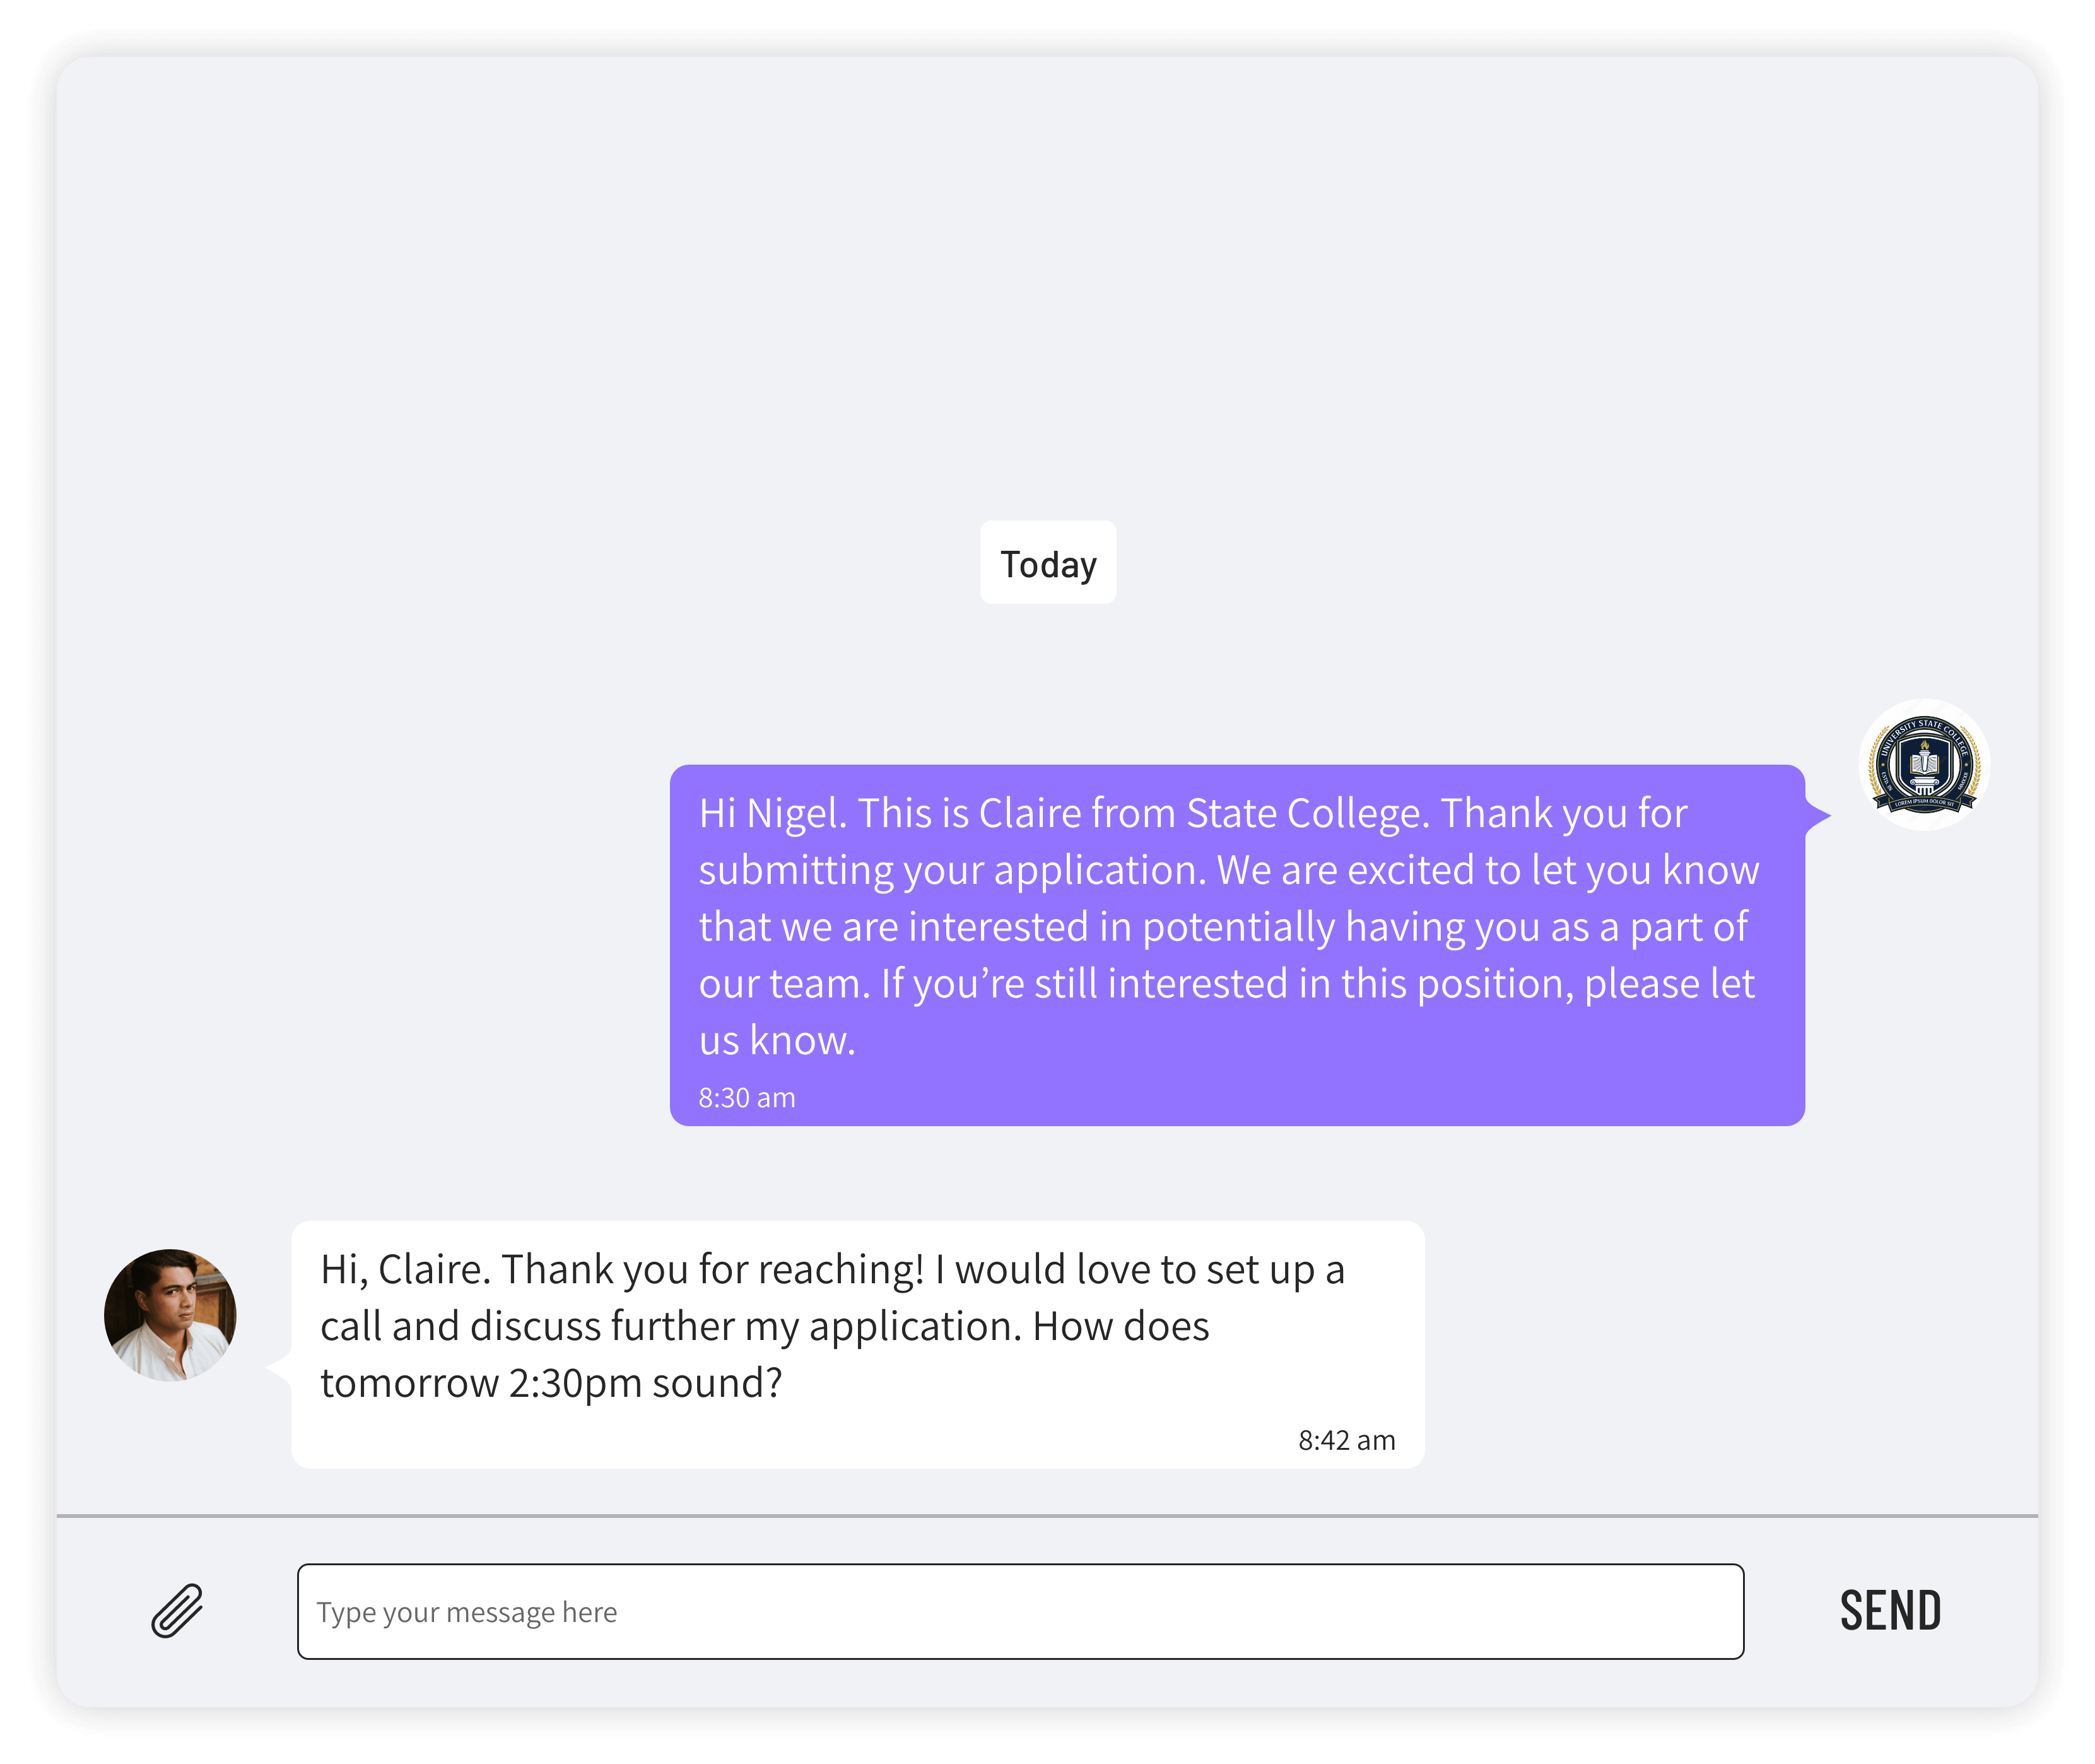 Today
UNIVERSITY STATE COLLEGE
LOREM IPSUM DOLOR SIT
Hi Nigel. This is Claire from State College. Thank you for
submitting your application. We are excited to let you know
that we are interested in potentially having you as a part of
our team. If you’re still interested in this position, please let
us know.
8:30 am
Hi, Claire. Thank you for reaching! I would love to set up a
call and discuss further my application. How does
tomorrow 2:30pm sound?
8:42 am
Type your message here
SEND